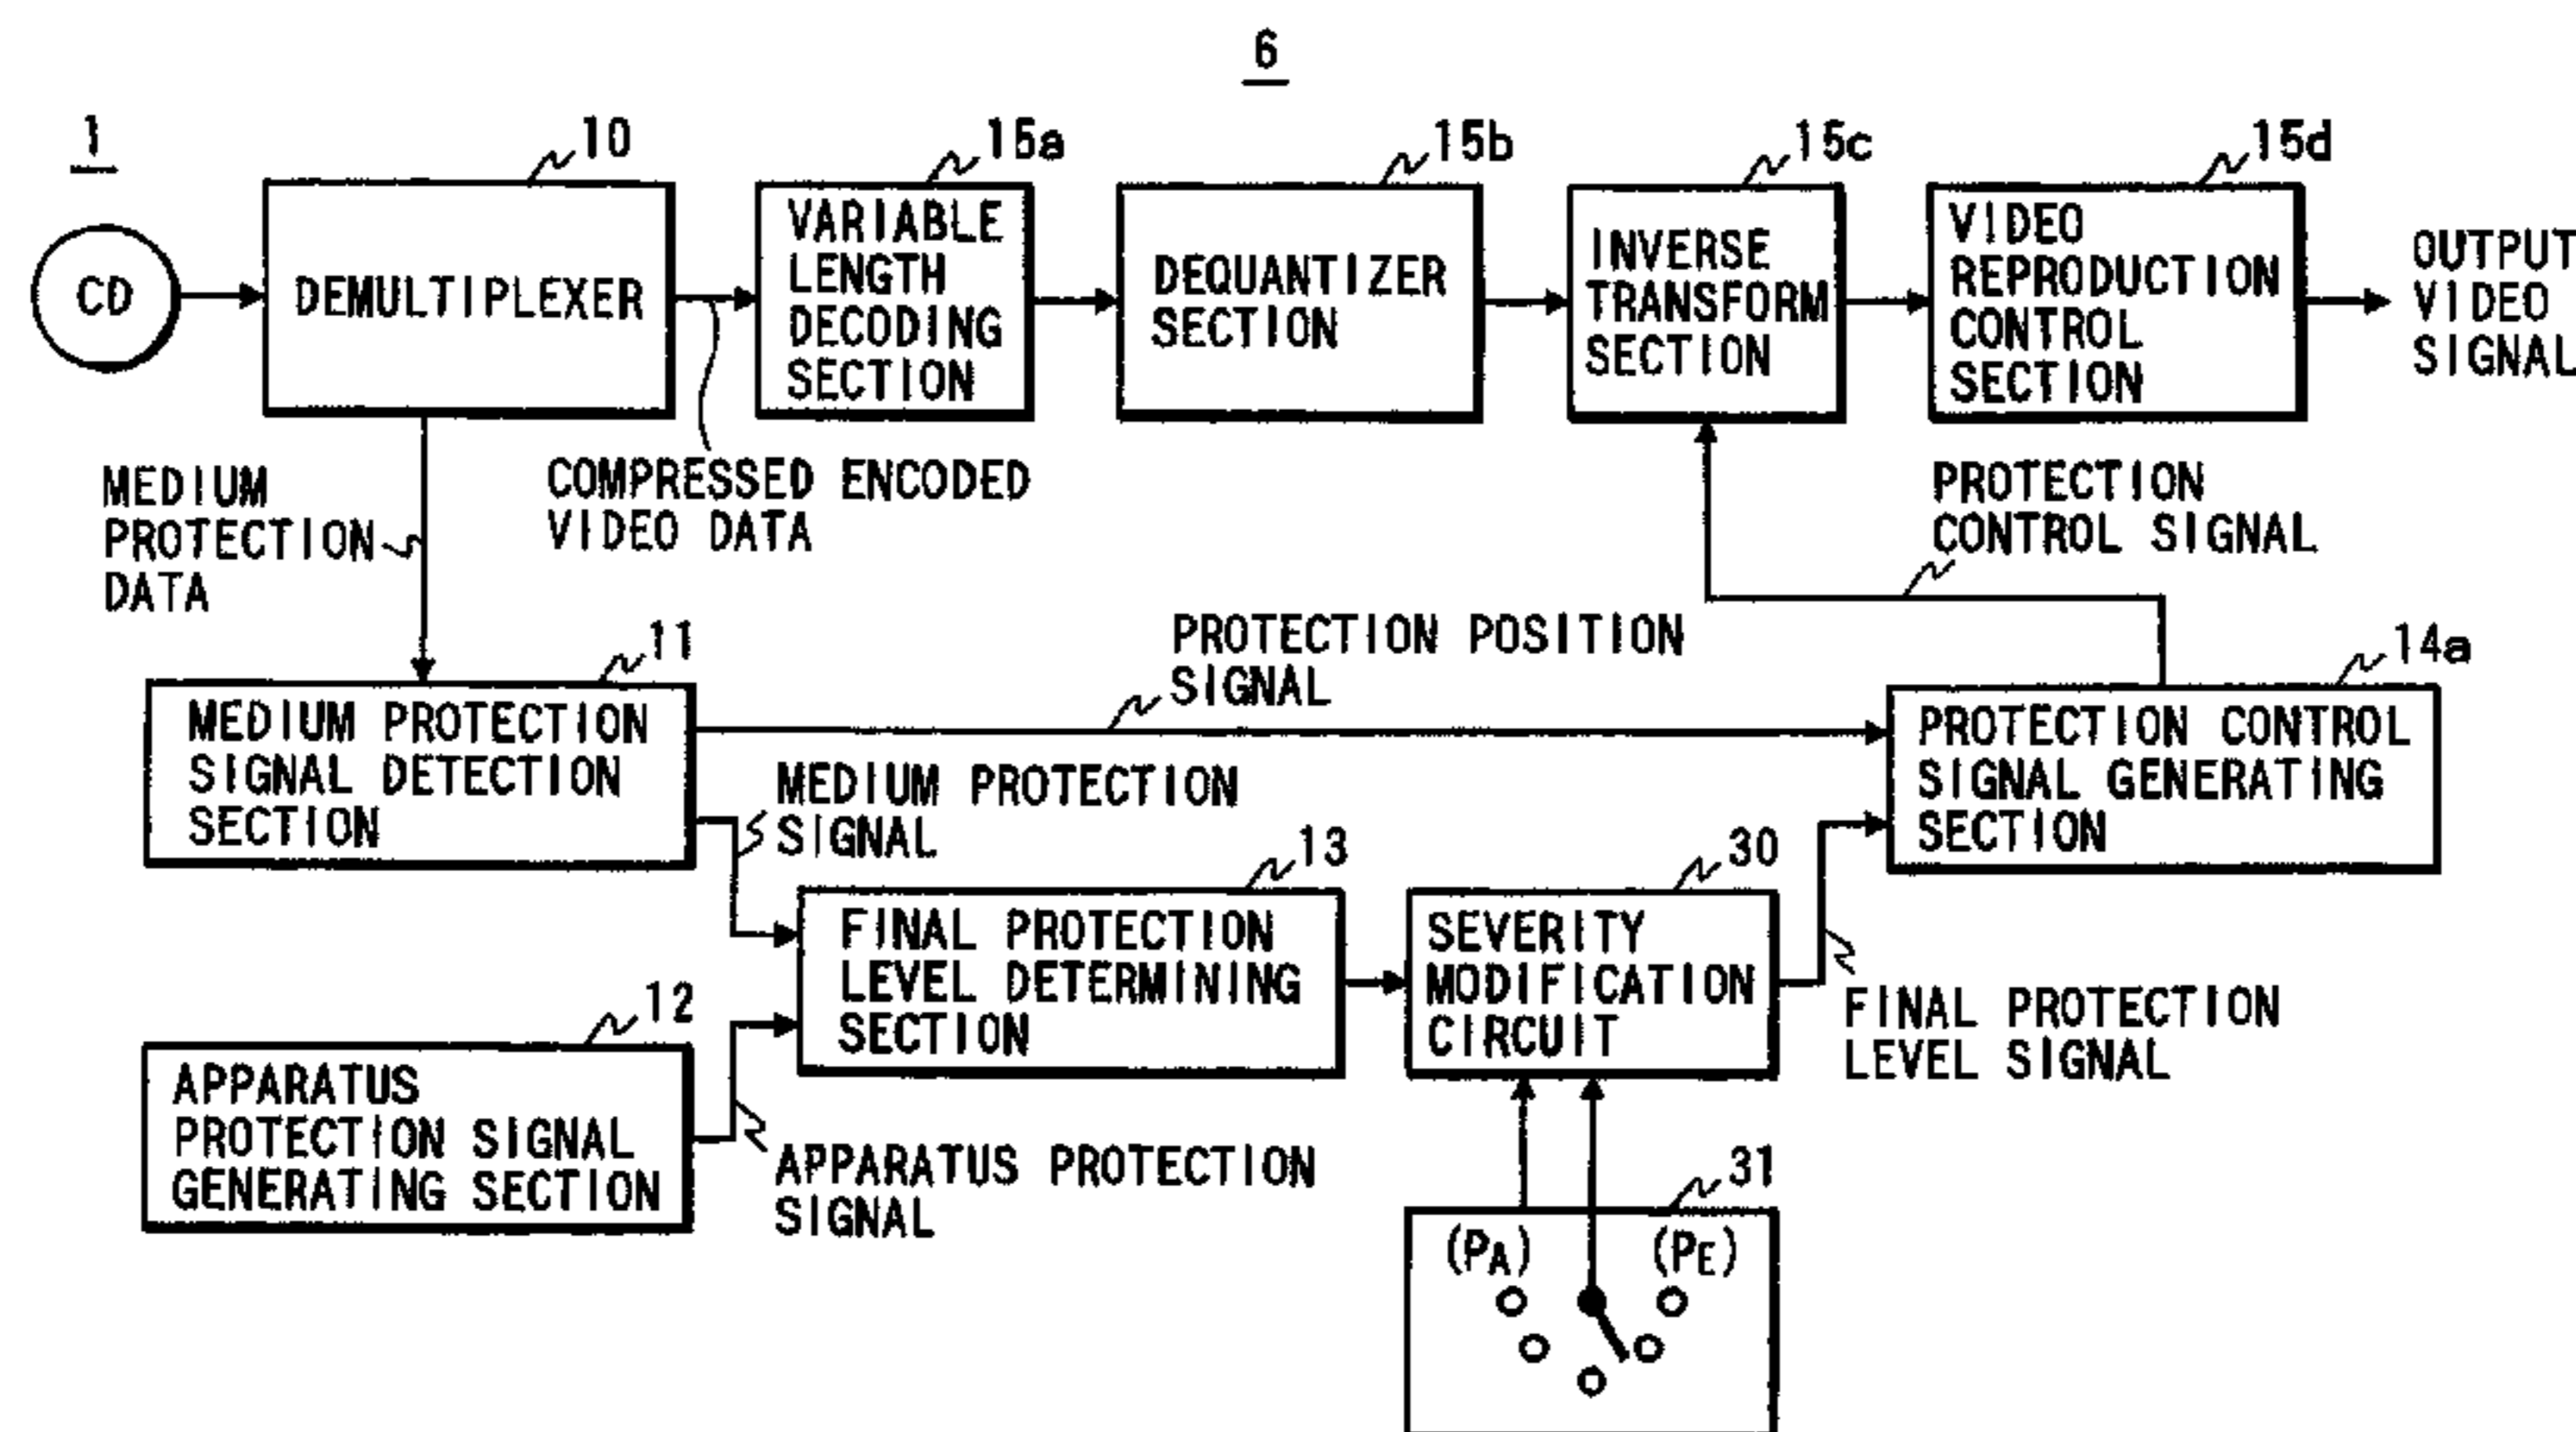 6
1
10
15a
15b
15c
15d
CD
DEMULTIPLEXER
VARIABLE
LENGTH
DECODING
SECTION
DEQUANTIZER
SECTION
INVERSE
TRANSFORM
SECTION
VIDEO
REPRODUCTION
CONTROL
SECTION
OUTPUT
VIDEO
SIGNAL
MEDIUM
PROTECTION
DATA
COMPRESSED ENCODED
VIDEO DATA
PROTECTION
CONTROL SIGNAL
11
PROTECTION POSITION
SIGNAL
14a
MEDIUM PROTECTION
SIGNAL DETECTION
SECTION
PROTECTION CONTROL
SIGNAL GENERATING
SECTION
MEDIUM PROTECTION
SIGNAL
13
30
FINAL PROTECTION
LEVEL DETERMINING
SECTION
SEVERITY
MODIFICATION
CIRCUIT
FINAL PROTECTION
LEVEL SIGNAL
12
APPARATUS
PROTECTION SIGNAL
GENERATING SECTION
APPARATUS PROTECTION
SIGNAL
31
(PA)
(PE)